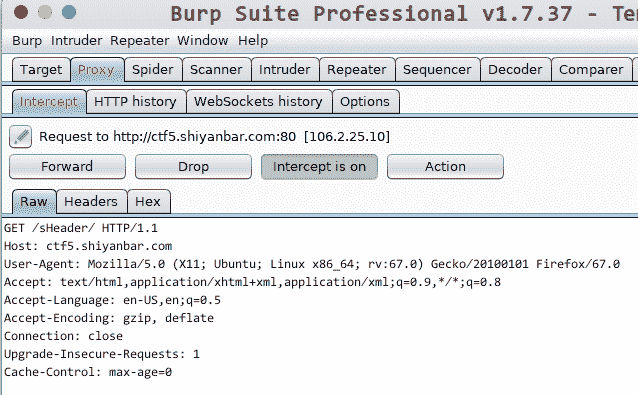 Burp Suite Professional v1.7.37 - Te
Burp Intruder Repeater Window Help
Target Proxy Spider Scanner Intruder Repeater Sequencer Decoder Comparer
Intercept HTTP history WebSockets history Options
Request to http://ctf5.shiyanbar.com:80 [106.2.25.10]
Forward Drop Intercept is on Action
Raw Headers Hex
GET /sHeader/ HTTP/1.1
Host: ctf5.shiyanbar.com
User-Agent: Mozilla/5.0 (X11; Ubuntu; Linux x86_64; rv:67.0) Gecko/20100101 Firefox/67.0
Accept: text/html,application/xhtml+xml,application/xml;q=0.9,*/*;q=0.8
Accept-Language: en-US,en;q=0.5
Accept-Encoding: gzip, deflate
Connection: close
Upgrade-Insecure-Requests: 1
Cache-Control: max-age=0